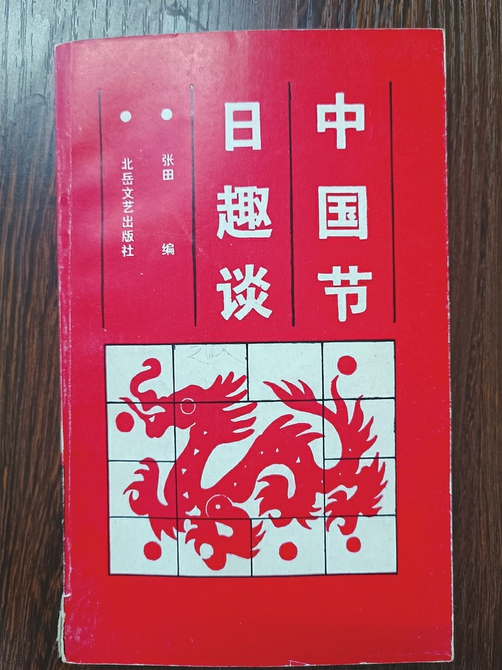 中国节
日趣谈
张田 编
北岳文艺出版社